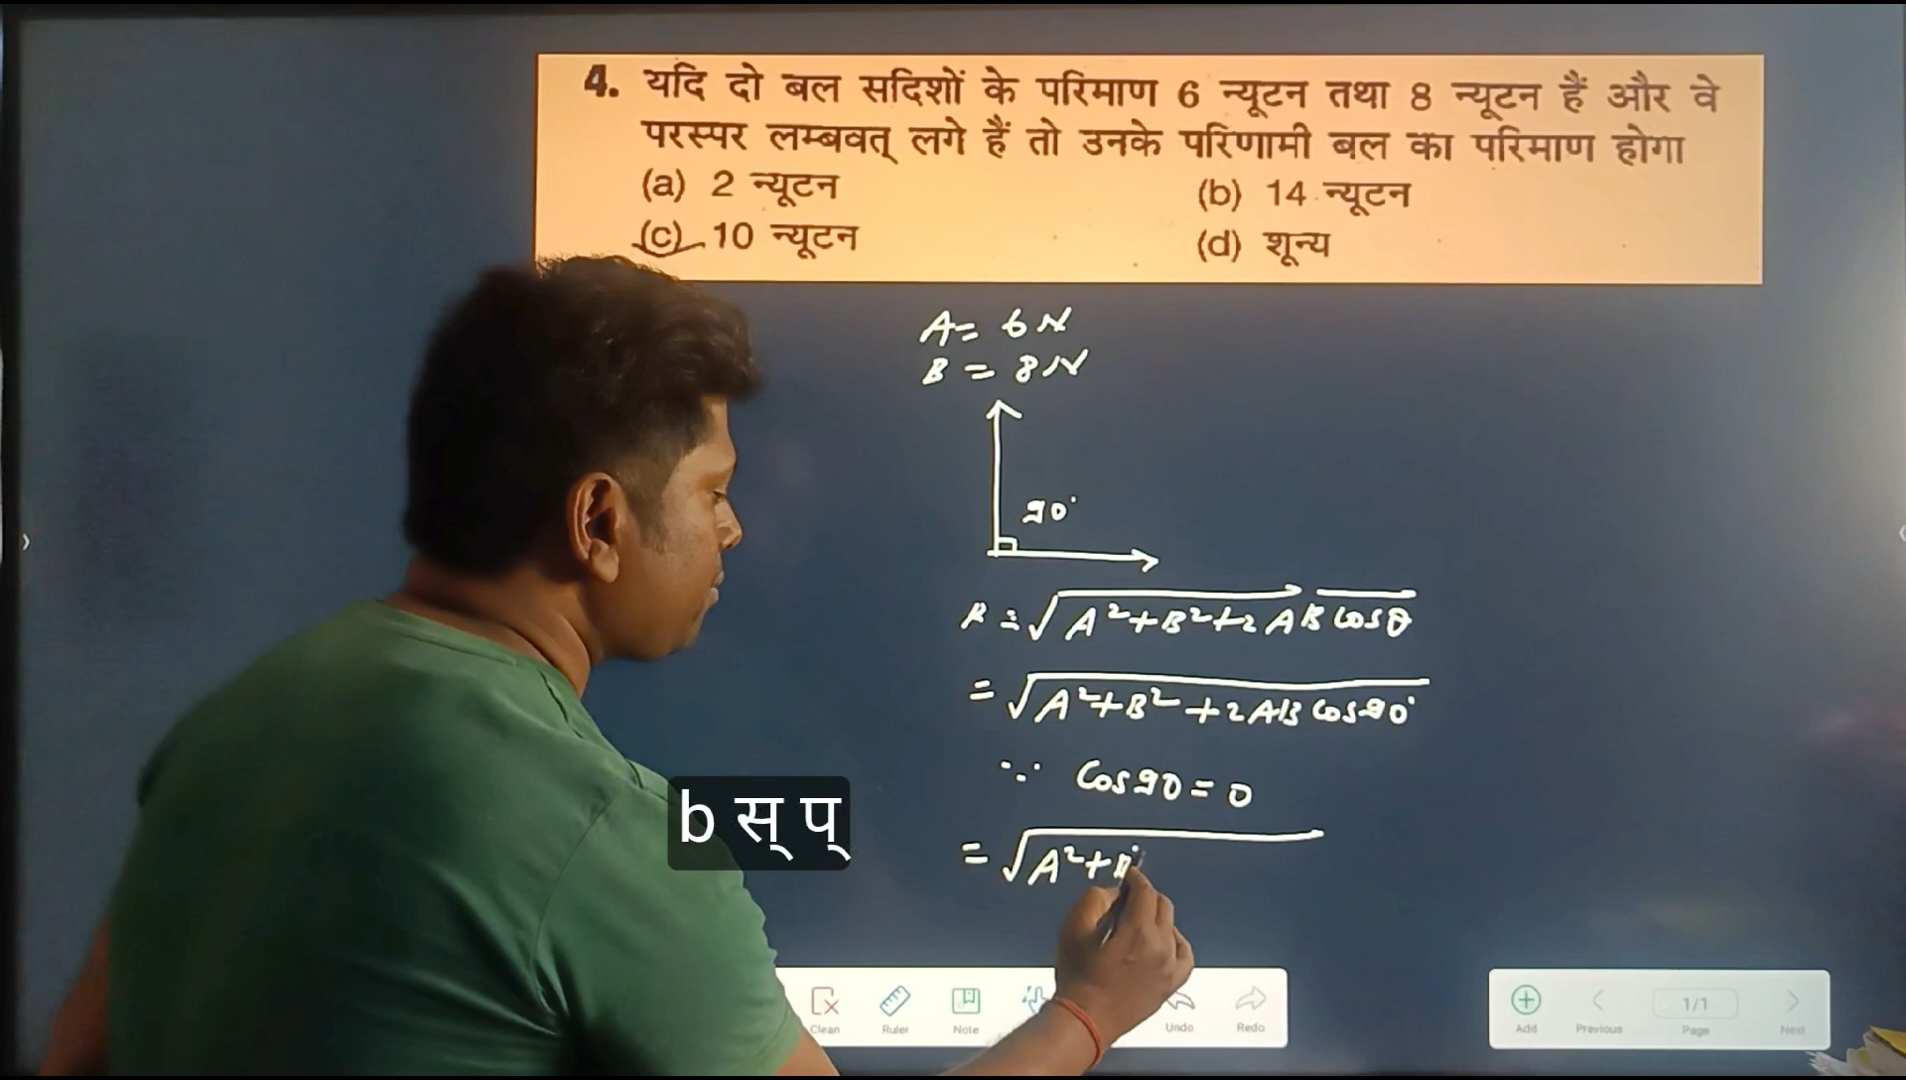 4. यदि दो बल सदिशों के परिमाण 6 न्यूटन तथा 8 न्यूटन हैं और वे
परस्पर लम्बवत् लगे हैं तो उनके परिणामी बल का परिमाण होगा
(a) 2 न्यूटन (b) 14 न्यूटन
(c) 10 न्यूटन (d) शून्य
A = 6 N
B = 8 N
90°
R = √A²+B²+2AB cosθ
= √A²+B²+2AB cos90°
∵ cos90 = 0
= √A²+
b स् प्
Clean Ruler Note Undo Redo
Add Previous 1/1 Page Next